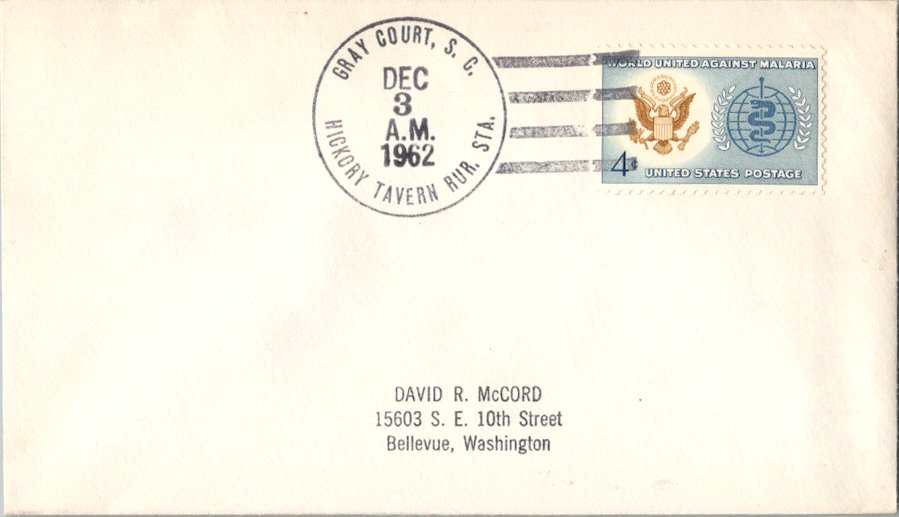 GRAY COURT, S. C.
DEC
3
A.M.
1962
HICKORY TAVERN RUR. STA.
WORLD UNITED AGAINST MALARIA
4¢
UNITED STATES POSTAGE
DAVID R. McCORD
15603 S. E. 10th Street
Bellevue, Washington